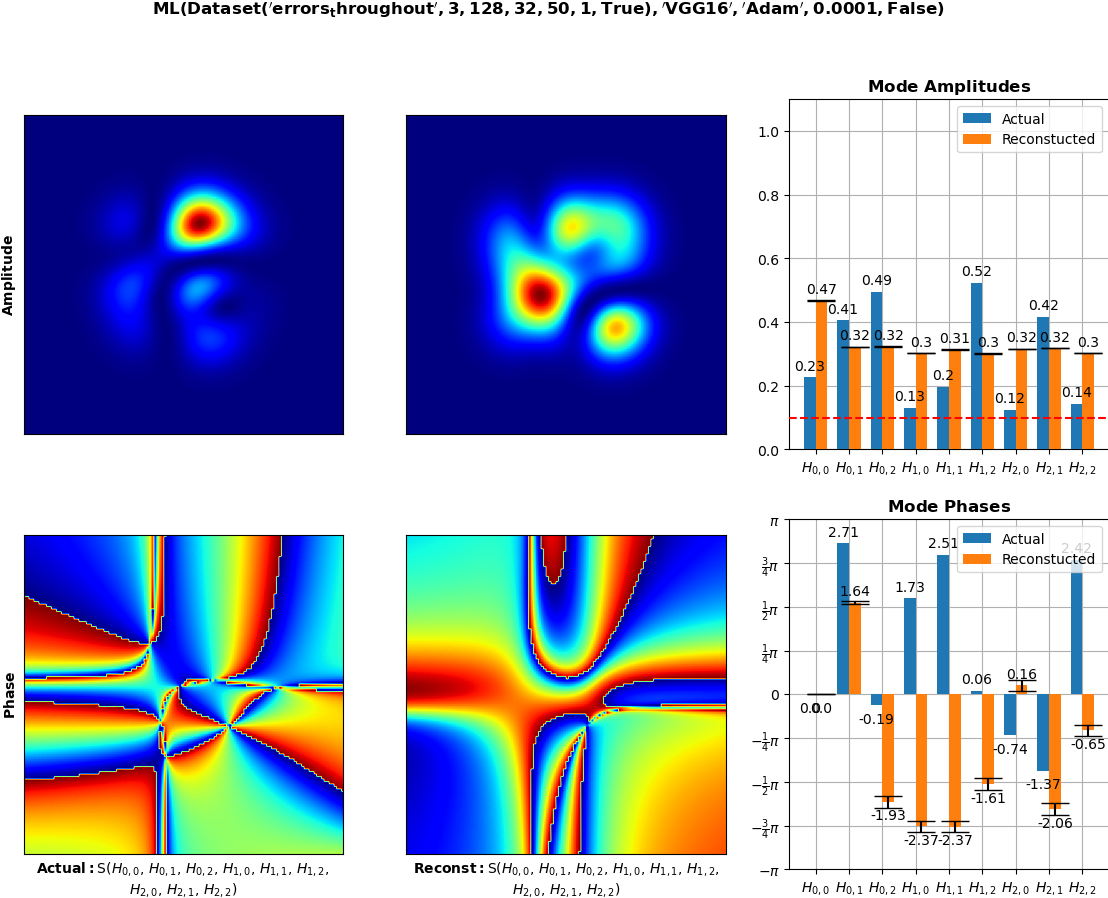 ML(Dataset('errors_throughout', 3, 128, 32, 50, 1, True), 'VGG16', 'Adam', 0.0001, False)
Amplitude
Mode Amplitudes
Actual
Reconstucted
1.0
0.8
0.6
0.4
0.2
0.0
0.23
0.47
0.41
0.32
0.49
0.32
0.13
0.3
0.2
0.31
0.52
0.3
0.12
0.32
0.42
0.32
0.14
0.3
H0,0 H0,1 H0,2 H1,0 H1,1 H1,2 H2,0 H2,1 H2,2
Phase
Mode Phases
Actual
Reconstucted
π
3/4π
1/2π
1/4π
0
−1/4π
−1/2π
−3/4π
−π
0.0
0.0
2.71
1.64
-0.19
-1.93
1.73
-2.37
2.51
-2.37
0.06
-1.61
-0.74
0.16
-1.37
-2.06
2.42
-0.65
H0,0 H0,1 H0,2 H1,0 H1,1 H1,2 H2,0 H2,1 H2,2
Actual: S(H0,0, H0,1, H0,2, H1,0, H1,1, H1,2,
H2,0, H2,1, H2,2)
Reconst: S(H0,0, H0,1, H0,2, H1,0, H1,1, H1,2,
H2,0, H2,1, H2,2)